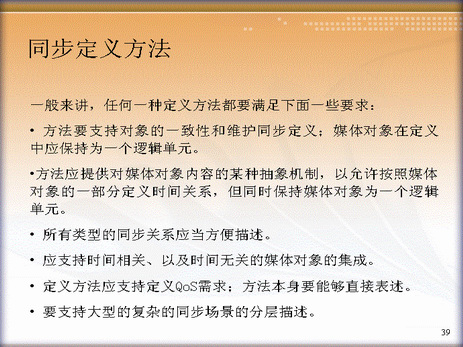 同步定义方法
一般来讲，任何一种定义方法都要满足下面一些要求：
• 方法要支持对象的一致性和维护同步定义；媒体对象在定义
中应保持为一个逻辑单元。
•方法应提供对媒体对象内容的某种抽象机制，以允许按照媒体
对象的一部分定义时间关系，但同时保持媒体对象为一个逻辑
单元。
• 所有类型的同步关系应当方便描述。
• 应支持时间相关、以及时间无关的媒体对象的集成。
• 定义方法应支持定义QoS需求；方法本身要能够直接表述。
• 要支持大型的复杂的同步场景的分层描述。
39